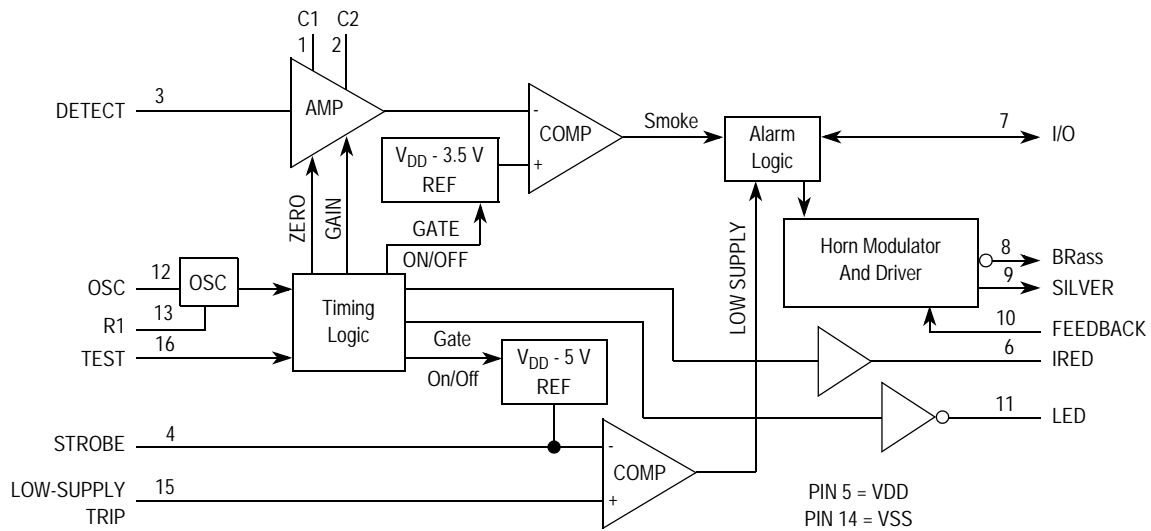 C1
C2
1
2
DETECT
3
AMP
-
+
COMP
Smoke
Alarm
Logic
7
I/O
VDD - 3.5 V
REF
ZERO
GAIN
GATE
ON/OFF
LOW SUPPLY
Horn Modulator
And Driver
8
BRass
9
SILVER
10
FEEDBACK
OSC
12
OSC
R1
13
TEST
16
Timing
Logic
Gate
On/Off
VDD - 5 V
REF
6
IRED
11
LED
STROBE
4
-
+
COMP
LOW-SUPPLY
TRIP
15
PIN 5 = VDD
PIN 14 = VSS